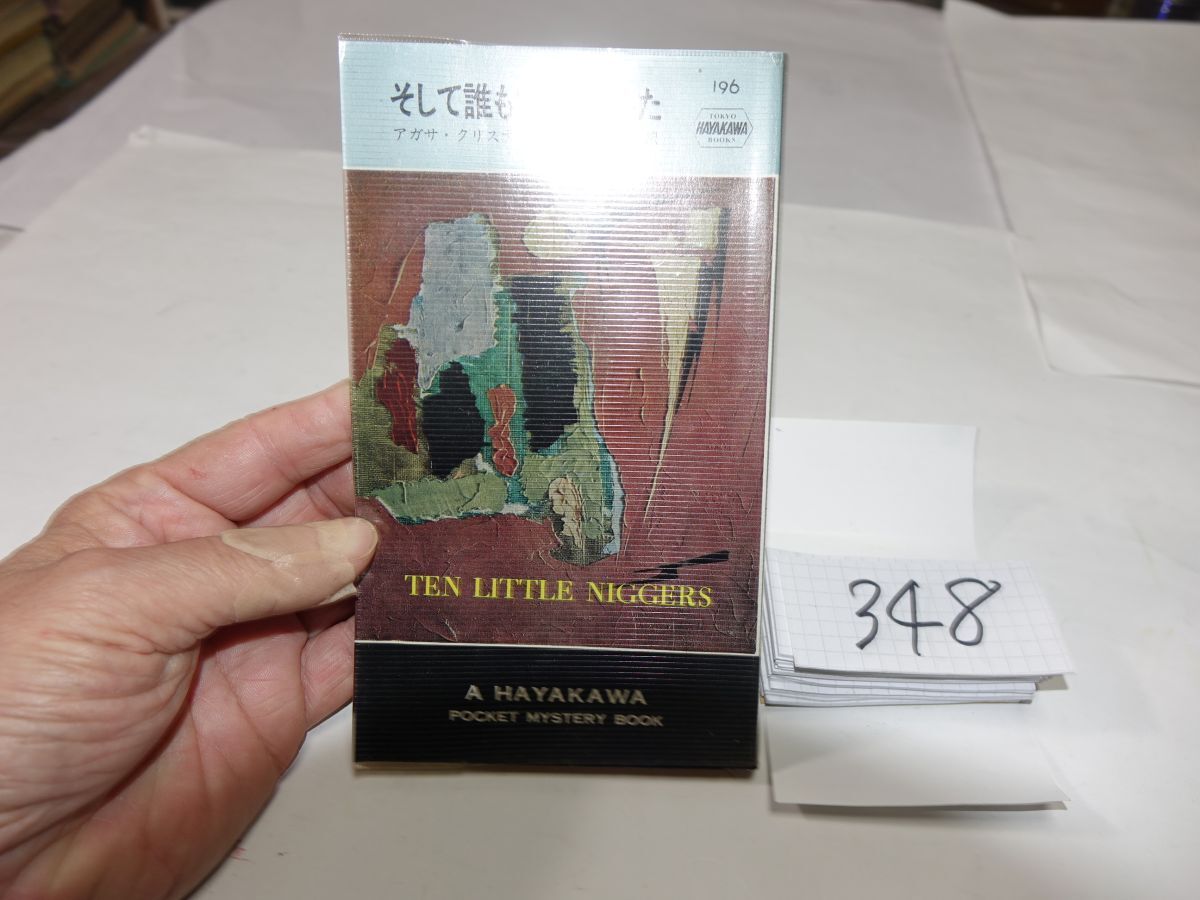 そして誰も た
196
アガサ・クリス
TOKYO
HAYAKAWA
BOOKS
TEN LITTLE NIGGERS
A HAYAKAWA
POCKET MYSTERY BOOK
348